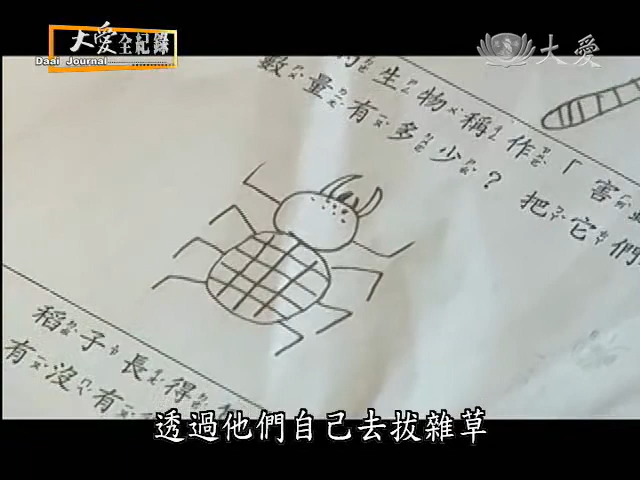 大愛全紀錄
Daai Journal
大愛
的生物稱作「害
數量有多少？把它們
稻子長得
有沒有
透過他們自己去拔雜草